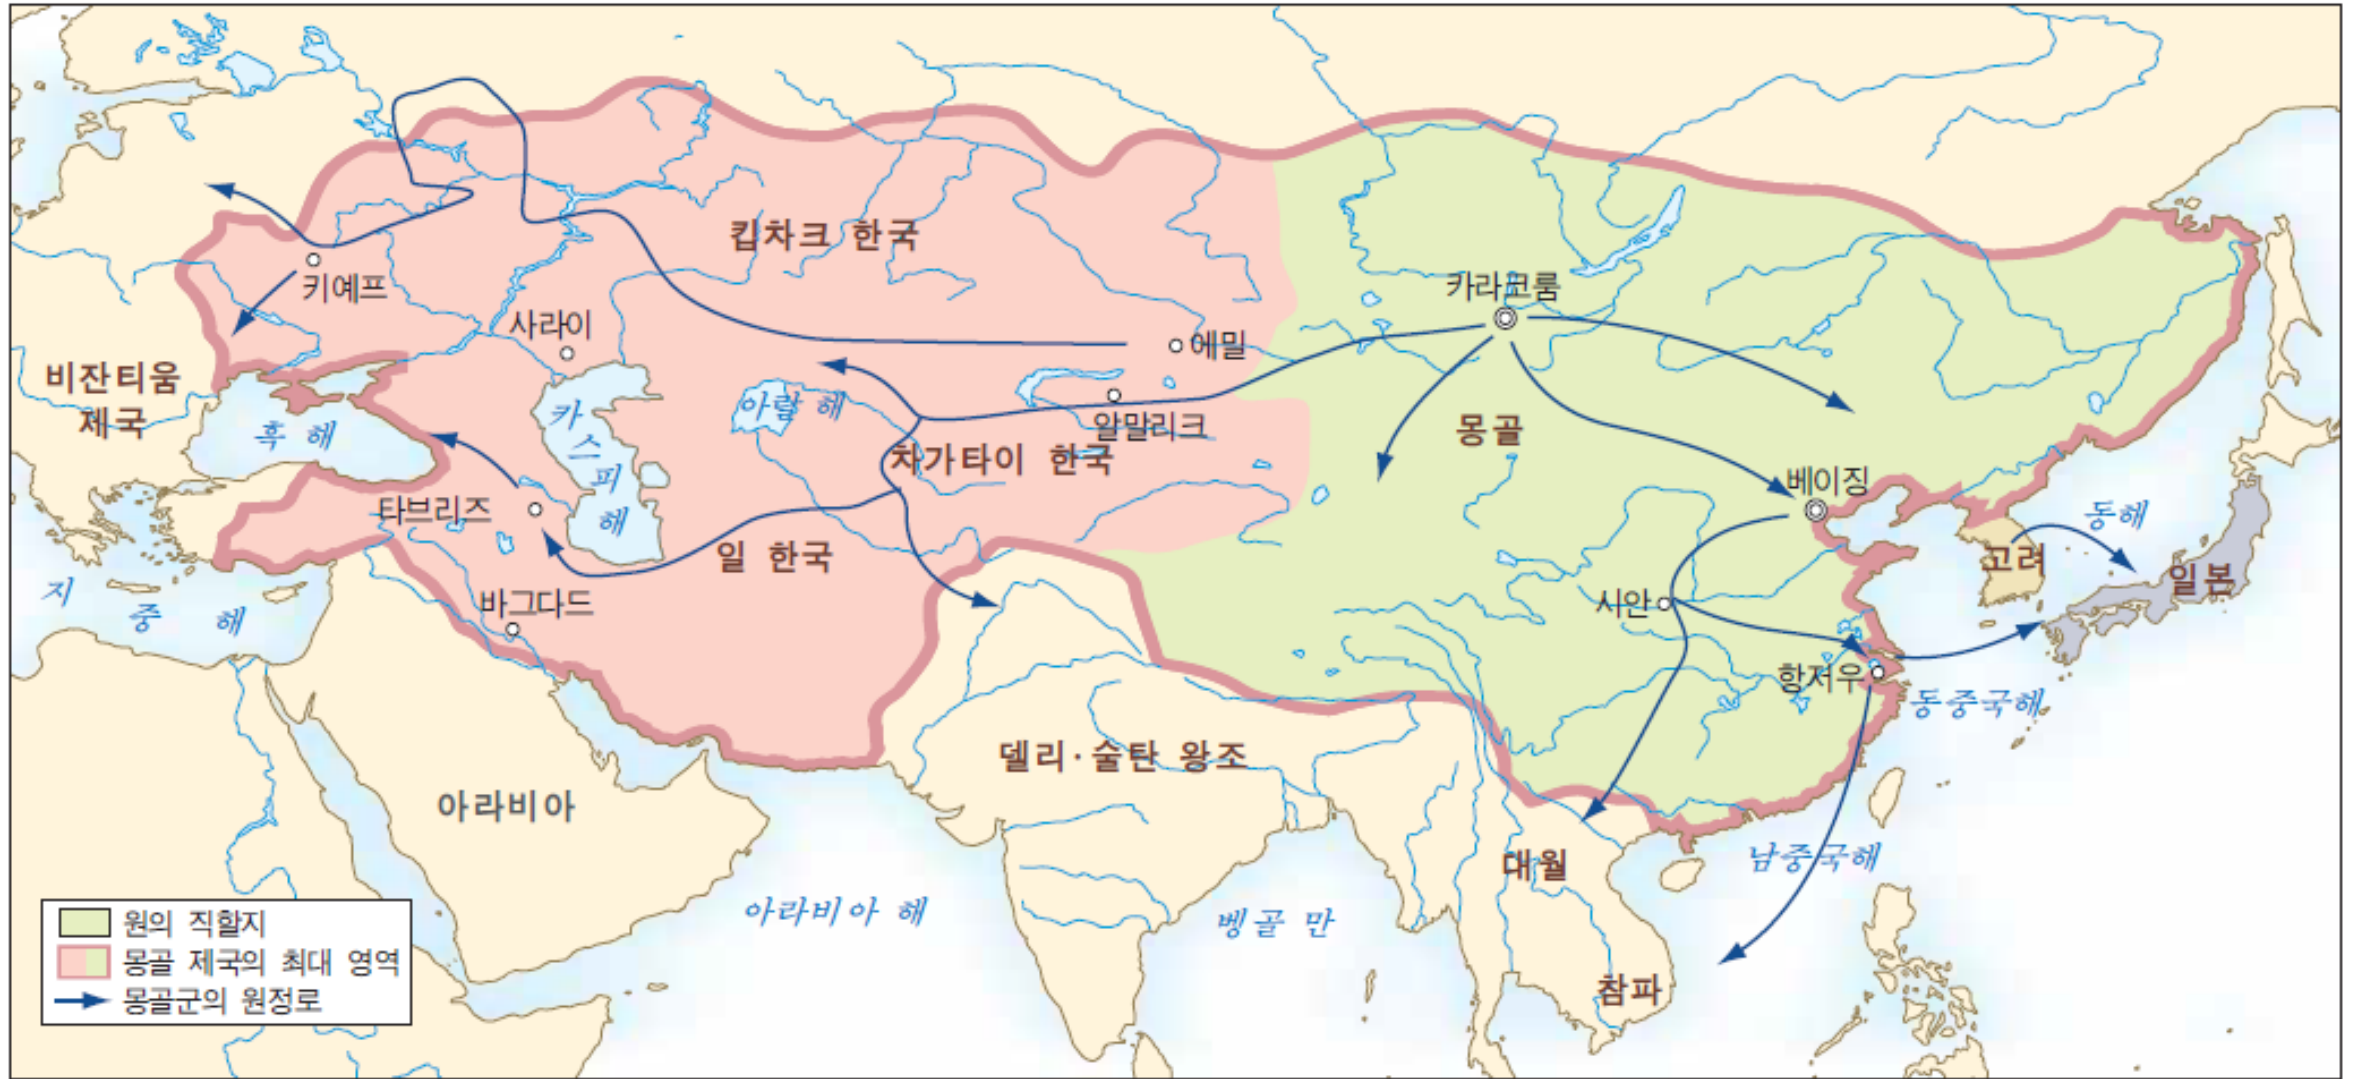 킵차크 한국
키예프
사라이
카라코룸
에밀
비잔티움
제국
흑 해
카
스
피
해
아랄 해
알말리크
차가타이 한국
몽골
베이징
타브리즈
동해
일 한국
고려
일본
지
중
해
바그다드
시안
항저우
동중국해
델리·술탄 왕조
아라비아
대월
남중국해
아라비아 해
벵골 만
참파
원의 직할지
몽골 제국의 최대 영역
몽골군의 원정로